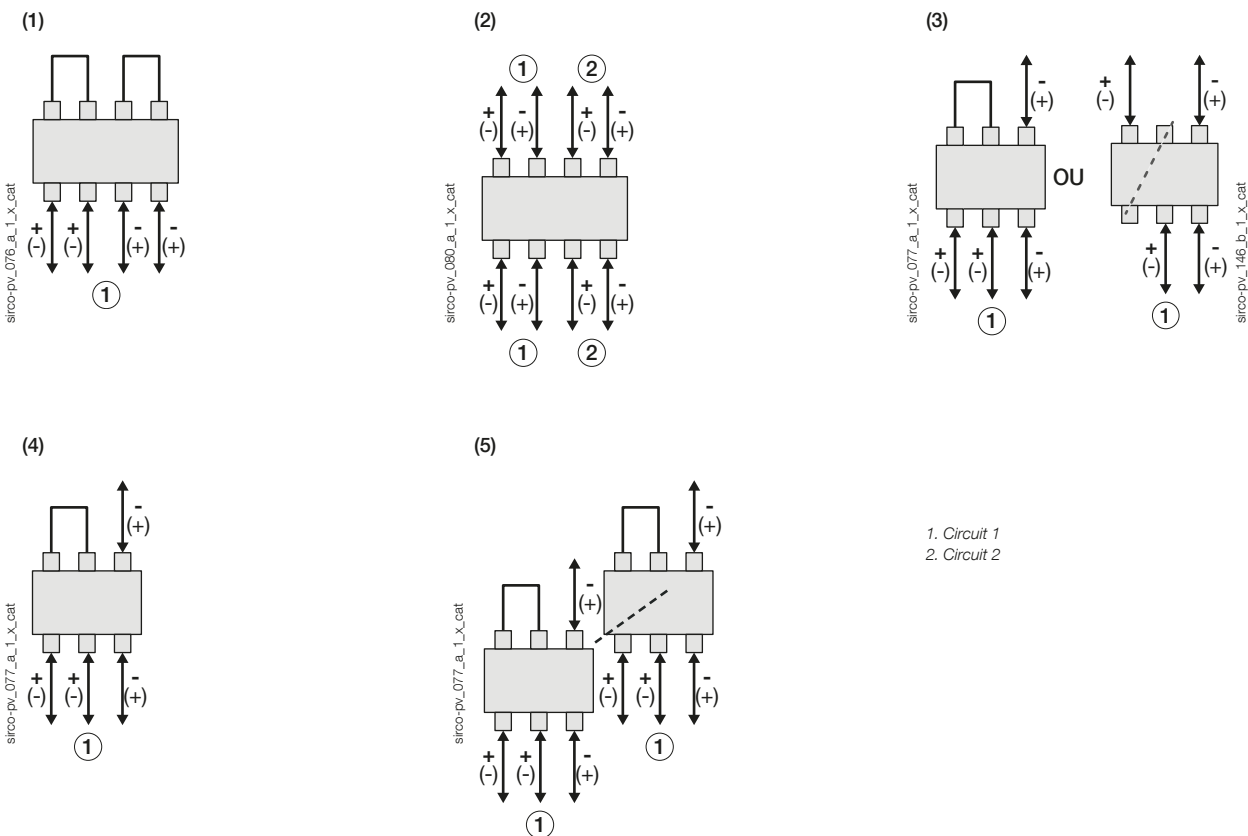 (1)
+ + - -
(-) (-) (+) (+)
1
sirco-pv_076_a_1_x_cat
(2)
1 2
+ - + -
(-) (+) (-) (+)
+ - + -
(-) (+) (-) (+)
1 2
sirco-pv_080_a_1_x_cat
(3)
-
(+)
+ + -
(-) (-) (+)
1
sirco-pv_077_a_1_x_cat
OU
+ -
(-) (+)
+ -
(-) (+)
1
sirco-pv_146_b_1_x_cat
(4)
-
(+)
+ + -
(-) (-) (+)
1
sirco-pv_077_a_1_x_cat
(5)
-
(+)
+ + -
(-) (-) (+)
1
-
(+)
+ + -
(-) (-) (+)
1
sirco-pv_077_a_1_x_cat
1. Circuit 1
2. Circuit 2